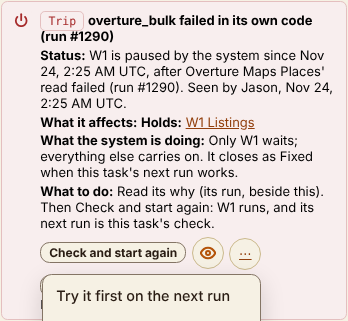 Trip overture_bulk failed in its own code
(run #1290)
Status: W1 is paused by the system since Nov
24, 2:25 AM UTC, after Overture Maps Places'
read failed (run #1290). Seen by Jason, Nov 24,
2:25 AM UTC.
What it affects: Holds: W1 Listings
What the system is doing: Only W1 waits;
everything else carries on. It closes as Fixed
when this task's next run works.
What to do: Read its why (its run, beside this).
Then Check and start again: W1 runs, and its
next run is this task's check.
Check and start again ...
Try it first on the next run